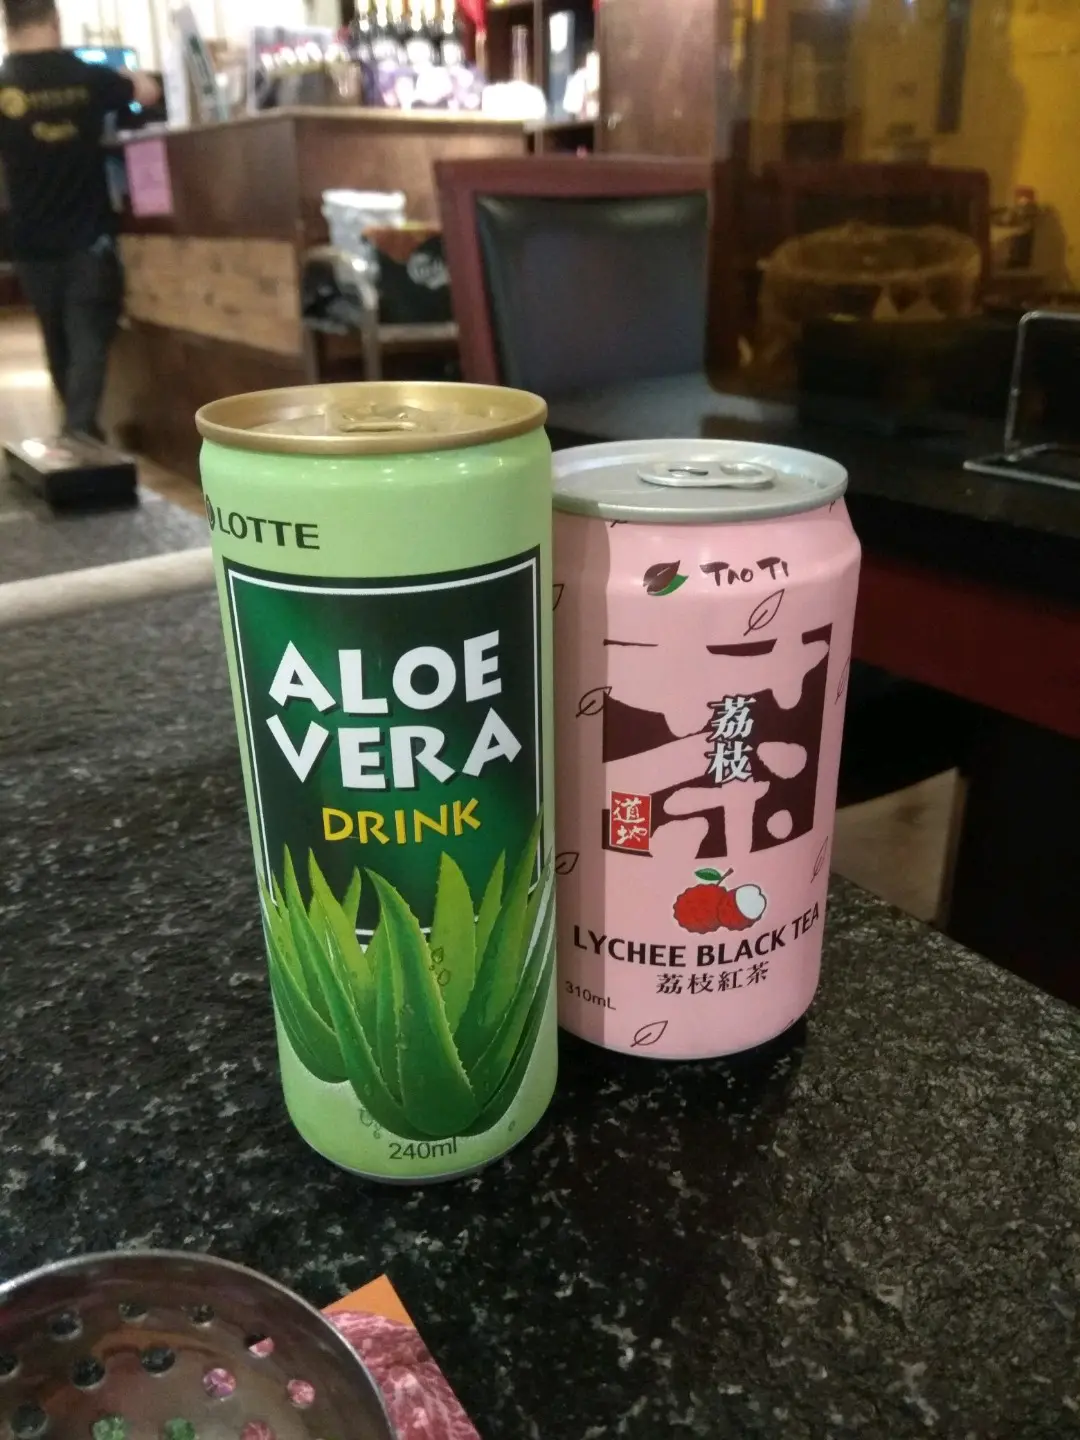 LOTTE
ALOE
VERA
DRINK
240ml
TAO TI
茶
荔枝
道地
LYCHEE BLACK TEA
荔枝紅茶
310mL